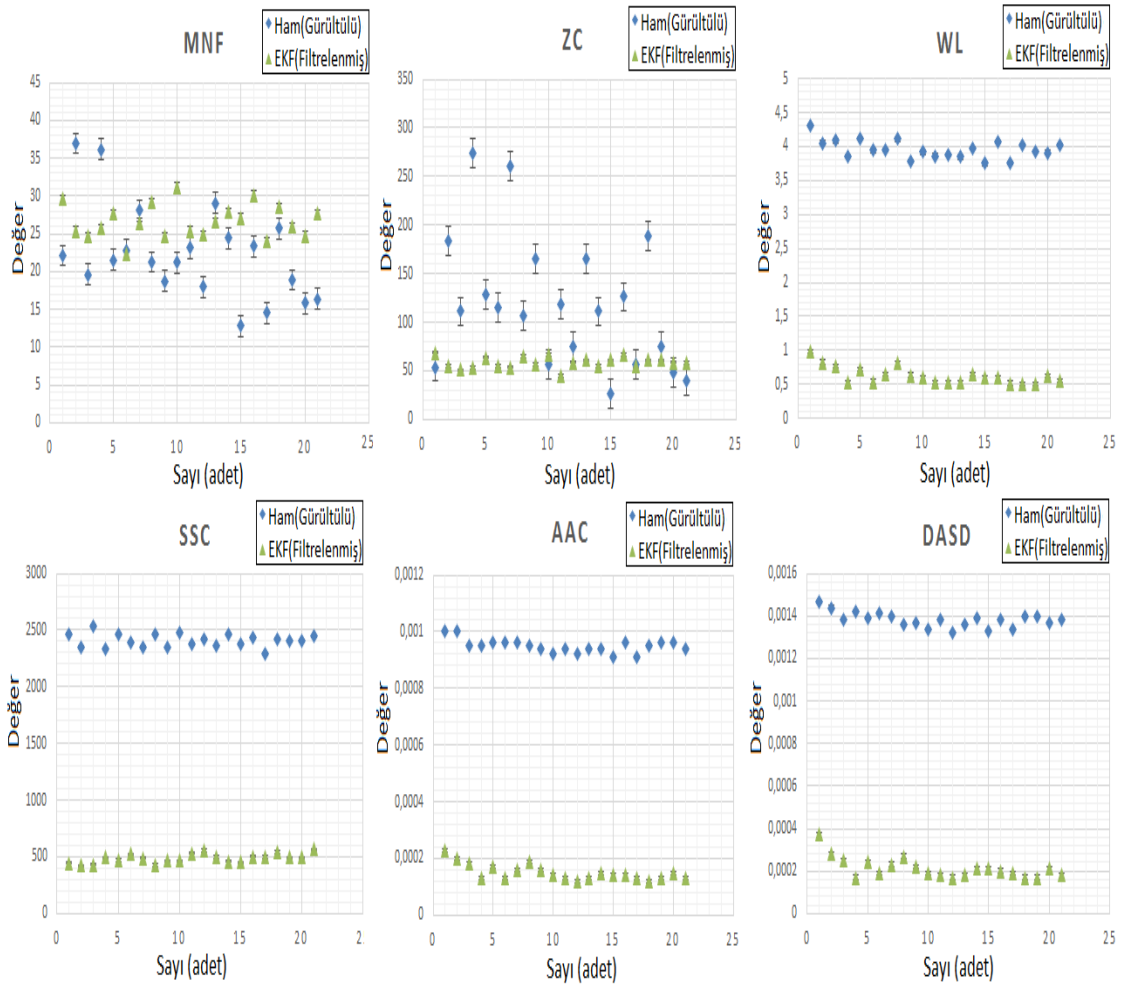 MNF
Ham(Gürültülü)
EKF(Filtrelenmiş)
Değer
45
40
35
30
25
20
15
10
5
0
0 5 10 15 20 25
Sayı (adet)
ZC
Ham(Gürültülü)
EKF(Filtrelenmiş)
Değer
350
300
250
200
150
100
50
0
0 5 10 15 20 25
Sayı (adet)
WL
Ham(Gürültülü)
EKF(Filtrelenmiş)
Değer
5
4,5
4
3,5
3
2,5
2
1,5
1
0,5
0
0 5 10 15 20 25
Sayı (adet)
SSC
Ham(Gürültülü)
EKF(Filtrelenmiş)
Değer
3000
2500
2000
1500
1000
500
0
0 5 10 15 20 25
Sayı (adet)
AAC
Ham(Gürültülü)
EKF(Filtrelenmiş)
Değer
0,0012
0,001
0,0008
0,0006
0,0004
0,0002
0
0 5 10 15 20 25
Sayı (adet)
DASD
Ham(Gürültülü)
EKF(Filtrelenmiş)
Değer
0,0016
0,0014
0,0012
0,001
0,0008
0,0006
0,0004
0,0002
0
0 5 10 15 20 25
Sayı (adet)